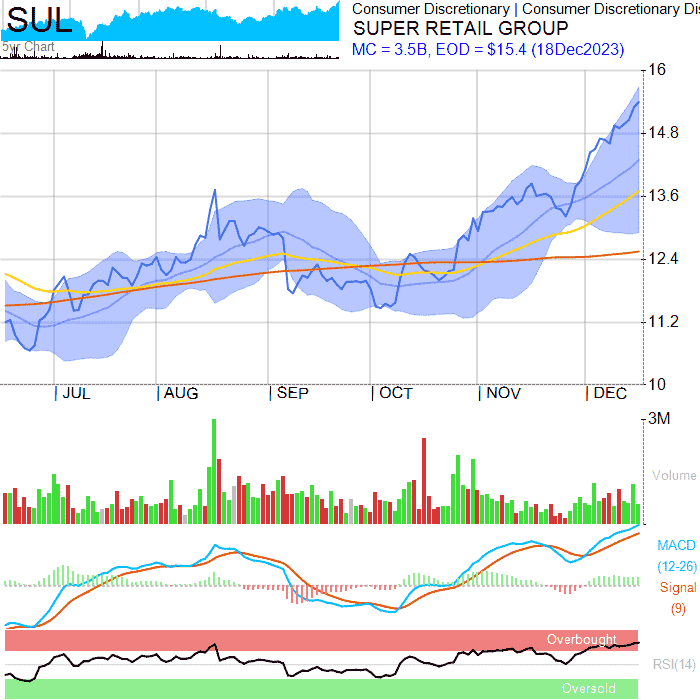 SUL
5yr Chart
Consumer Discretionary | Consumer Discretionary Dis
SUPER RETAIL GROUP
MC = 3.5B, EOD = $15.4 (18Dec2023)
16
14.8
13.6
12.4
11.2
10
JUL AUG SEP OCT NOV DEC
3M
Volume
MACD
(12-26)
Signal
(9)
Overbought
RSI(14)
Oversold